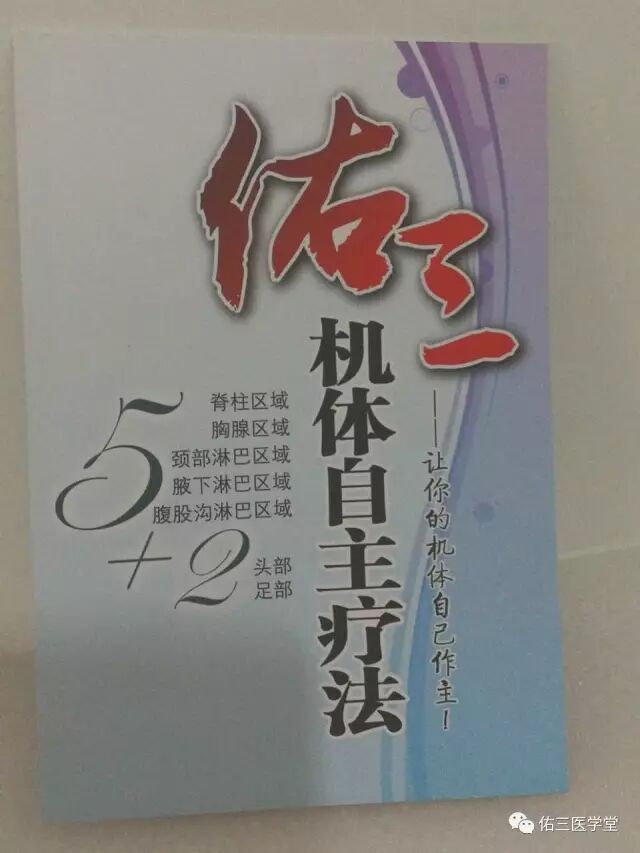 佑三
机体自主疗法
——让你的机体自己作主！
5
脊柱区域
胸腺区域
颈部淋巴区域
腋下淋巴区域
腹股沟淋巴区域
+2
头部
足部
佑三医学堂